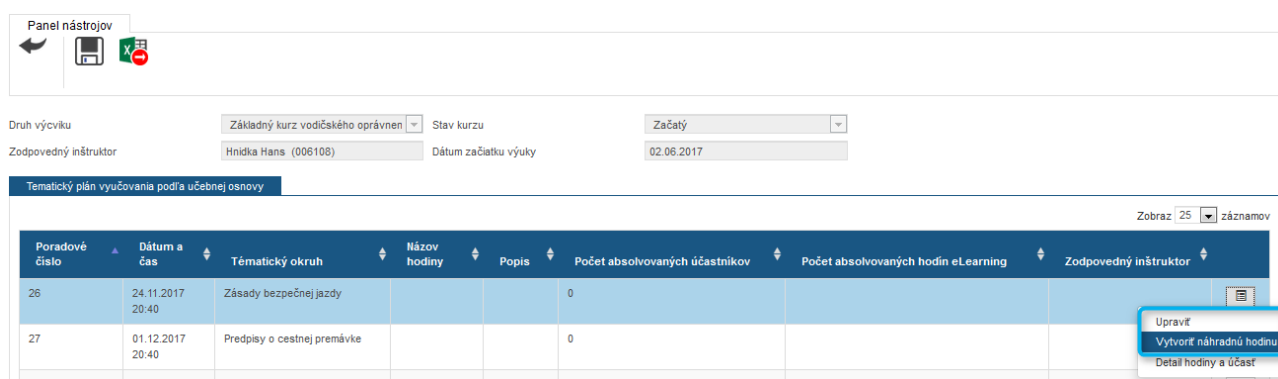 Panel nástrojov
Druh výcviku Základný kurz vodičského oprávnen Stav kurzu Začatý
Zodpovedný inštruktor Hnidka Hans (006108) Dátum začiatku výuky 02.06.2017
Tematický plán vyučovania podľa učebnej osnovy
Zobraz 25 záznamov
Poradové číslo Dátum a čas Tématický okruh Názov hodiny Popis Počet absolvovaných účastníkov Počet absolvovaných hodín eLearning Zodpovedný inštruktor
26 24.11.2017 20:40 Zásady bezpečnej jazdy 0
27 01.12.2017 20:40 Predpisy o cestnej premávke 0
Upraviť
Vytvoriť náhradnú hodinu
Detail hodiny a účasť